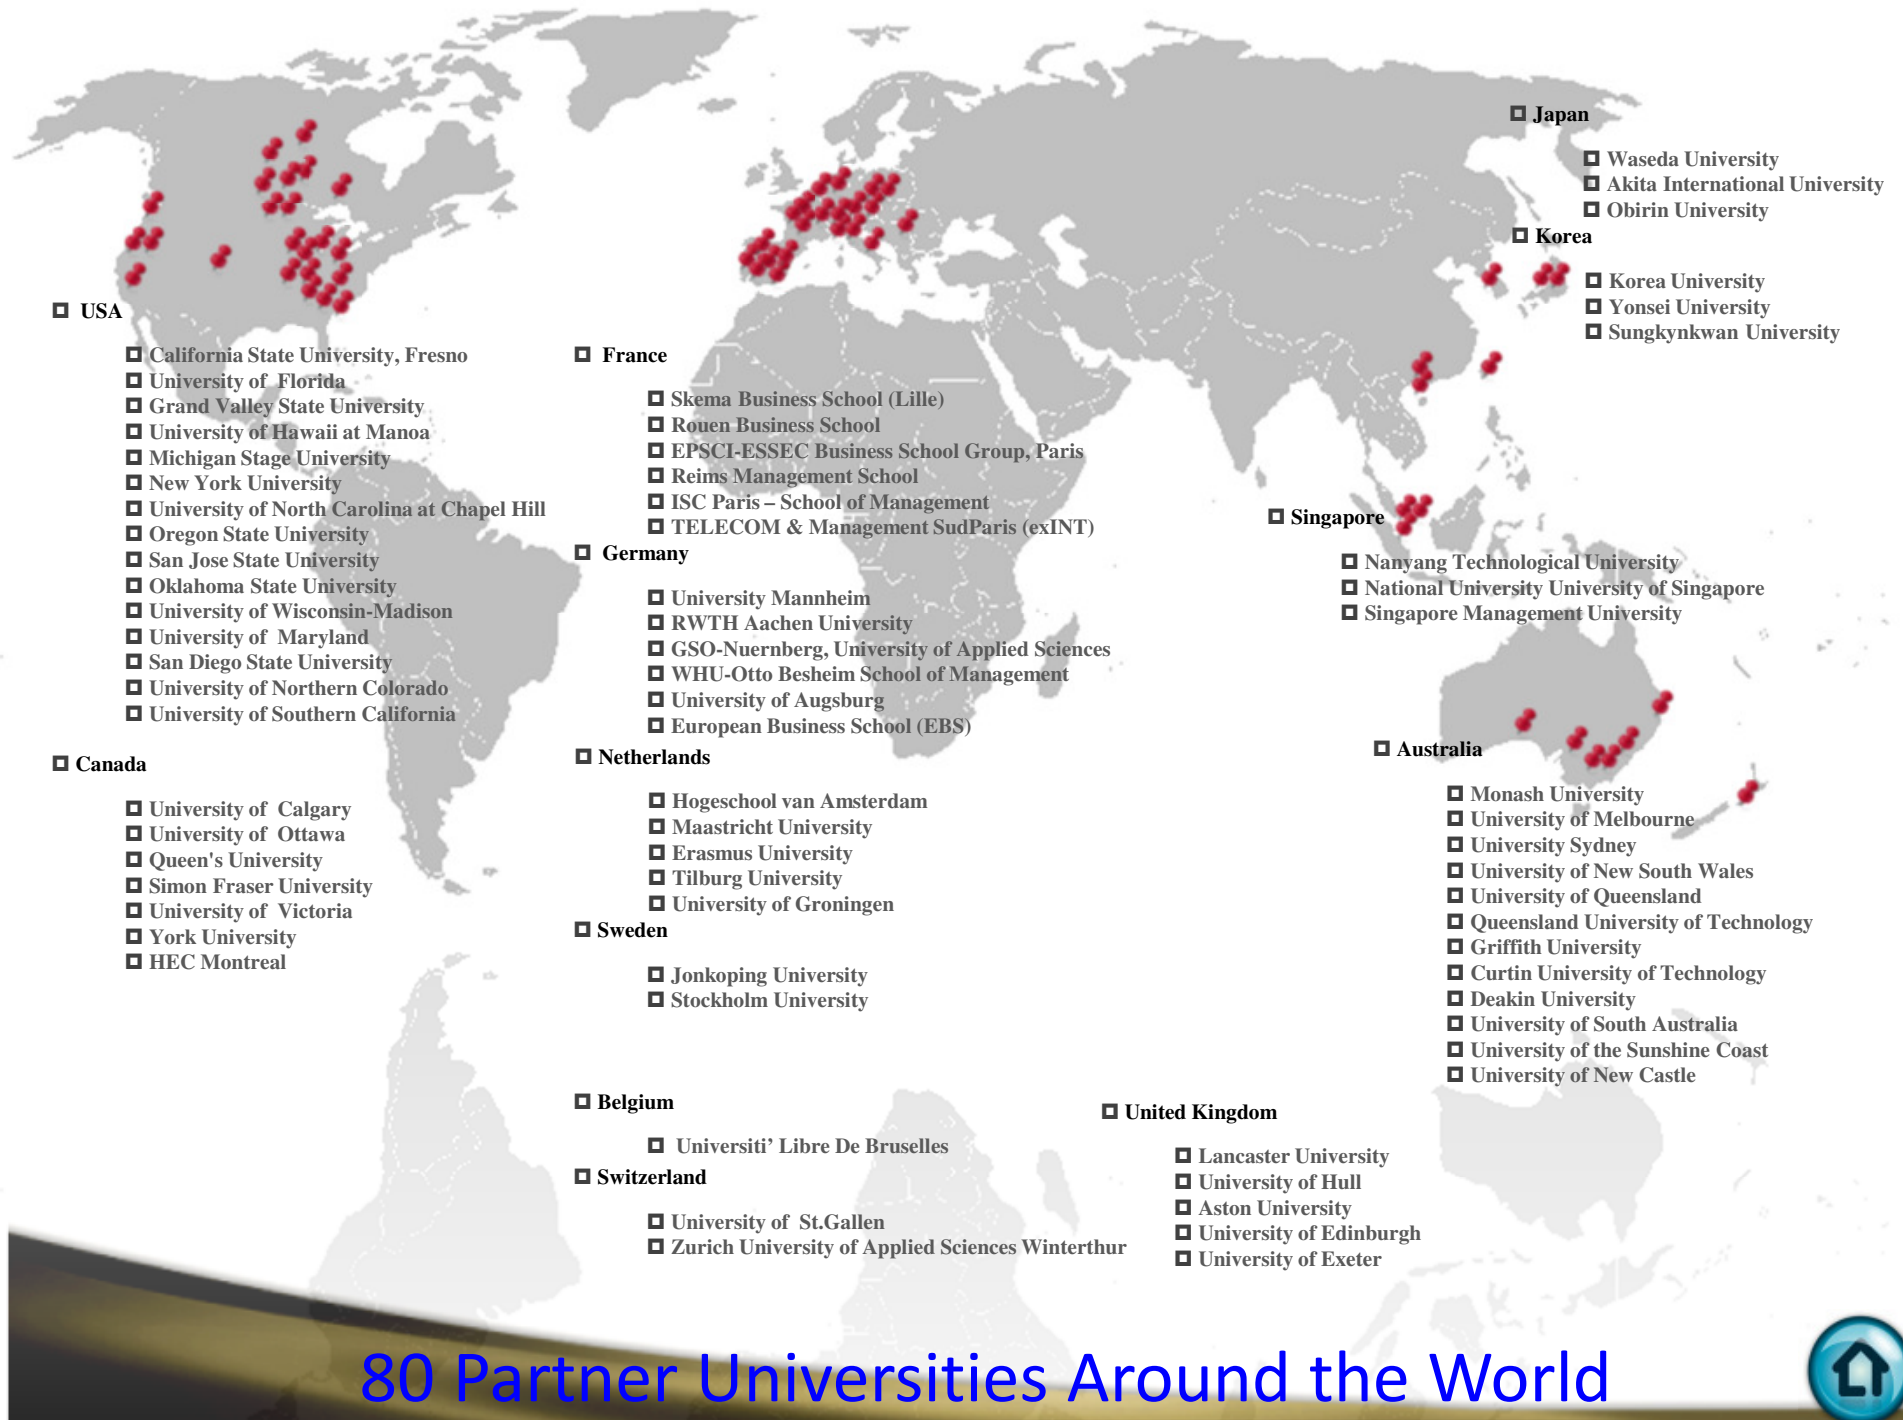 USA
California State University, Fresno
University of Florida
Grand Valley State University
University of Hawaii at Manoa
Michigan Stage University
New York University
University of North Carolina at Chapel Hill
Oregon State University
San Jose State University
Oklahoma State University
University of Wisconsin-Madison
University of Maryland
San Diego State University
University of Northern Colorado
University of Southern California
Canada
University of Calgary
University of Ottawa
Queen's University
Simon Fraser University
University of Victoria
York University
HEC Montreal
France
Skema Business School (Lille)
Rouen Business School
EPSCI-ESSEC Business School Group, Paris
Reims Management School
ISC Paris – School of Management
TELECOM & Management SudParis (exINT)
Germany
University Mannheim
RWTH Aachen University
GSO-Nuernberg, University of Applied Sciences
WHU-Otto Besheim School of Management
University of Augsburg
European Business School (EBS)
Netherlands
Hogeschool van Amsterdam
Maastricht University
Erasmus University
Tilburg University
University of Groningen
Sweden
Jonkoping University
Stockholm University
Belgium
Universiti’ Libre De Bruselles
Switzerland
University of St.Gallen
Zurich University of Applied Sciences Winterthur
United Kingdom
Lancaster University
University of Hull
Aston University
University of Edinburgh
University of Exeter
Japan
Waseda University
Akita International University
Obirin University
Korea
Korea University
Yonsei University
Sungkynkwan University
Singapore
Nanyang Technological University
National University University of Singapore
Singapore Management University
Australia
Monash University
University of Melbourne
University Sydney
University of New South Wales
University of Queensland
Queensland University of Technology
Griffith University
Curtin University of Technology
Deakin University
University of South Australia
University of the Sunshine Coast
University of New Castle
80 Partner Universities Around the World